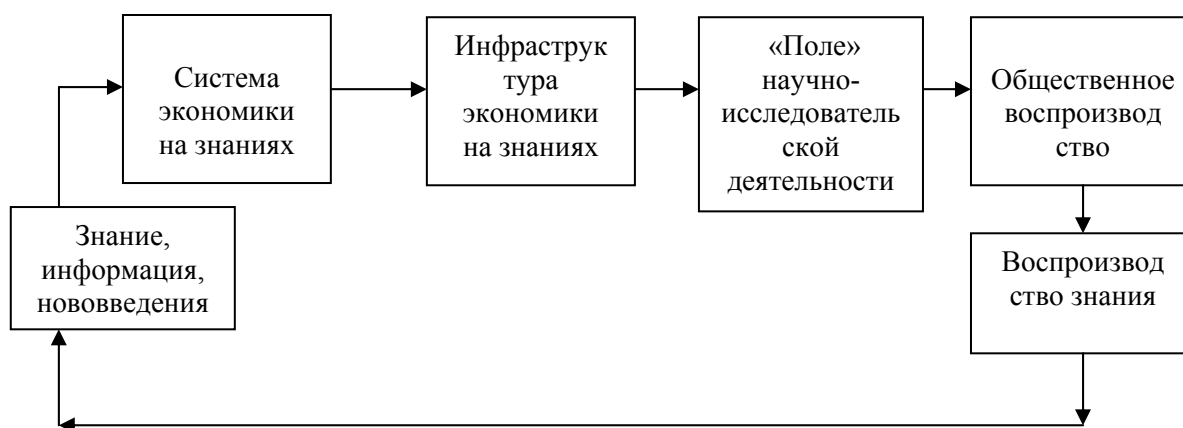 Система
экономики
на знаниях
Инфраструк
тура
экономики
на знаниях
«Поле»
научно-
исследователь
ской
деятельности
Общественное
воспроизвод
ство
Воспроизвод
ство знания
Знание,
информация,
нововведения